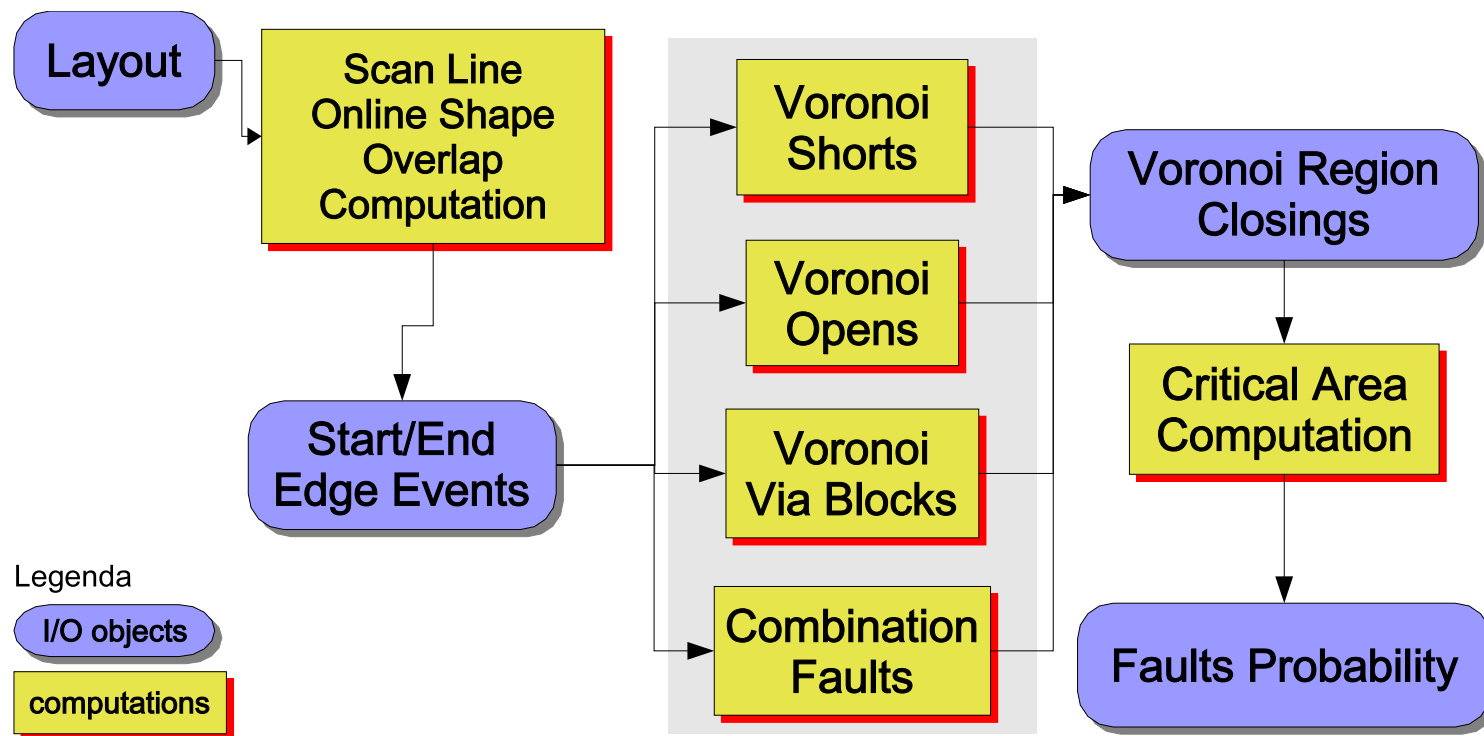 Layout
Scan Line
Online Shape
Overlap
Computation
Start/End
Edge Events
Voronoi
Shorts
Voronoi
Opens
Voronoi
Via Blocks
Combination
Faults
Voronoi Region
Closings
Critical Area
Computation
Faults Probability
Legenda
I/O objects
computations